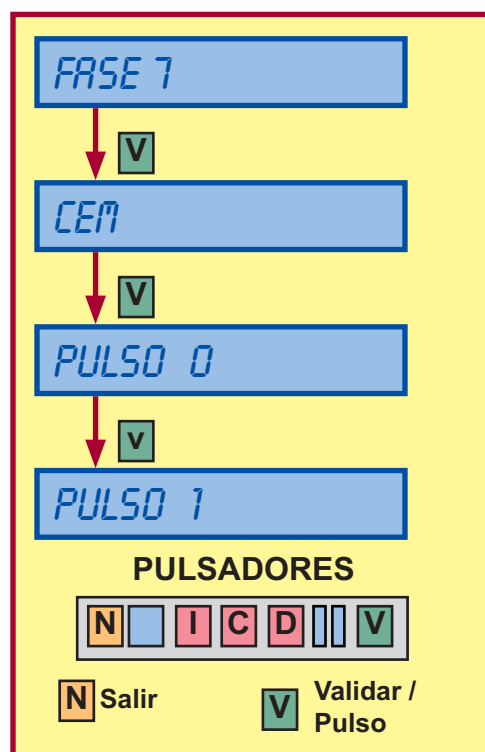 FASE 7
V
CEM
V
PULSO 0
v
PULSO 1
PULSADORES
N I C D V
N Salir
V Validar /
Pulso